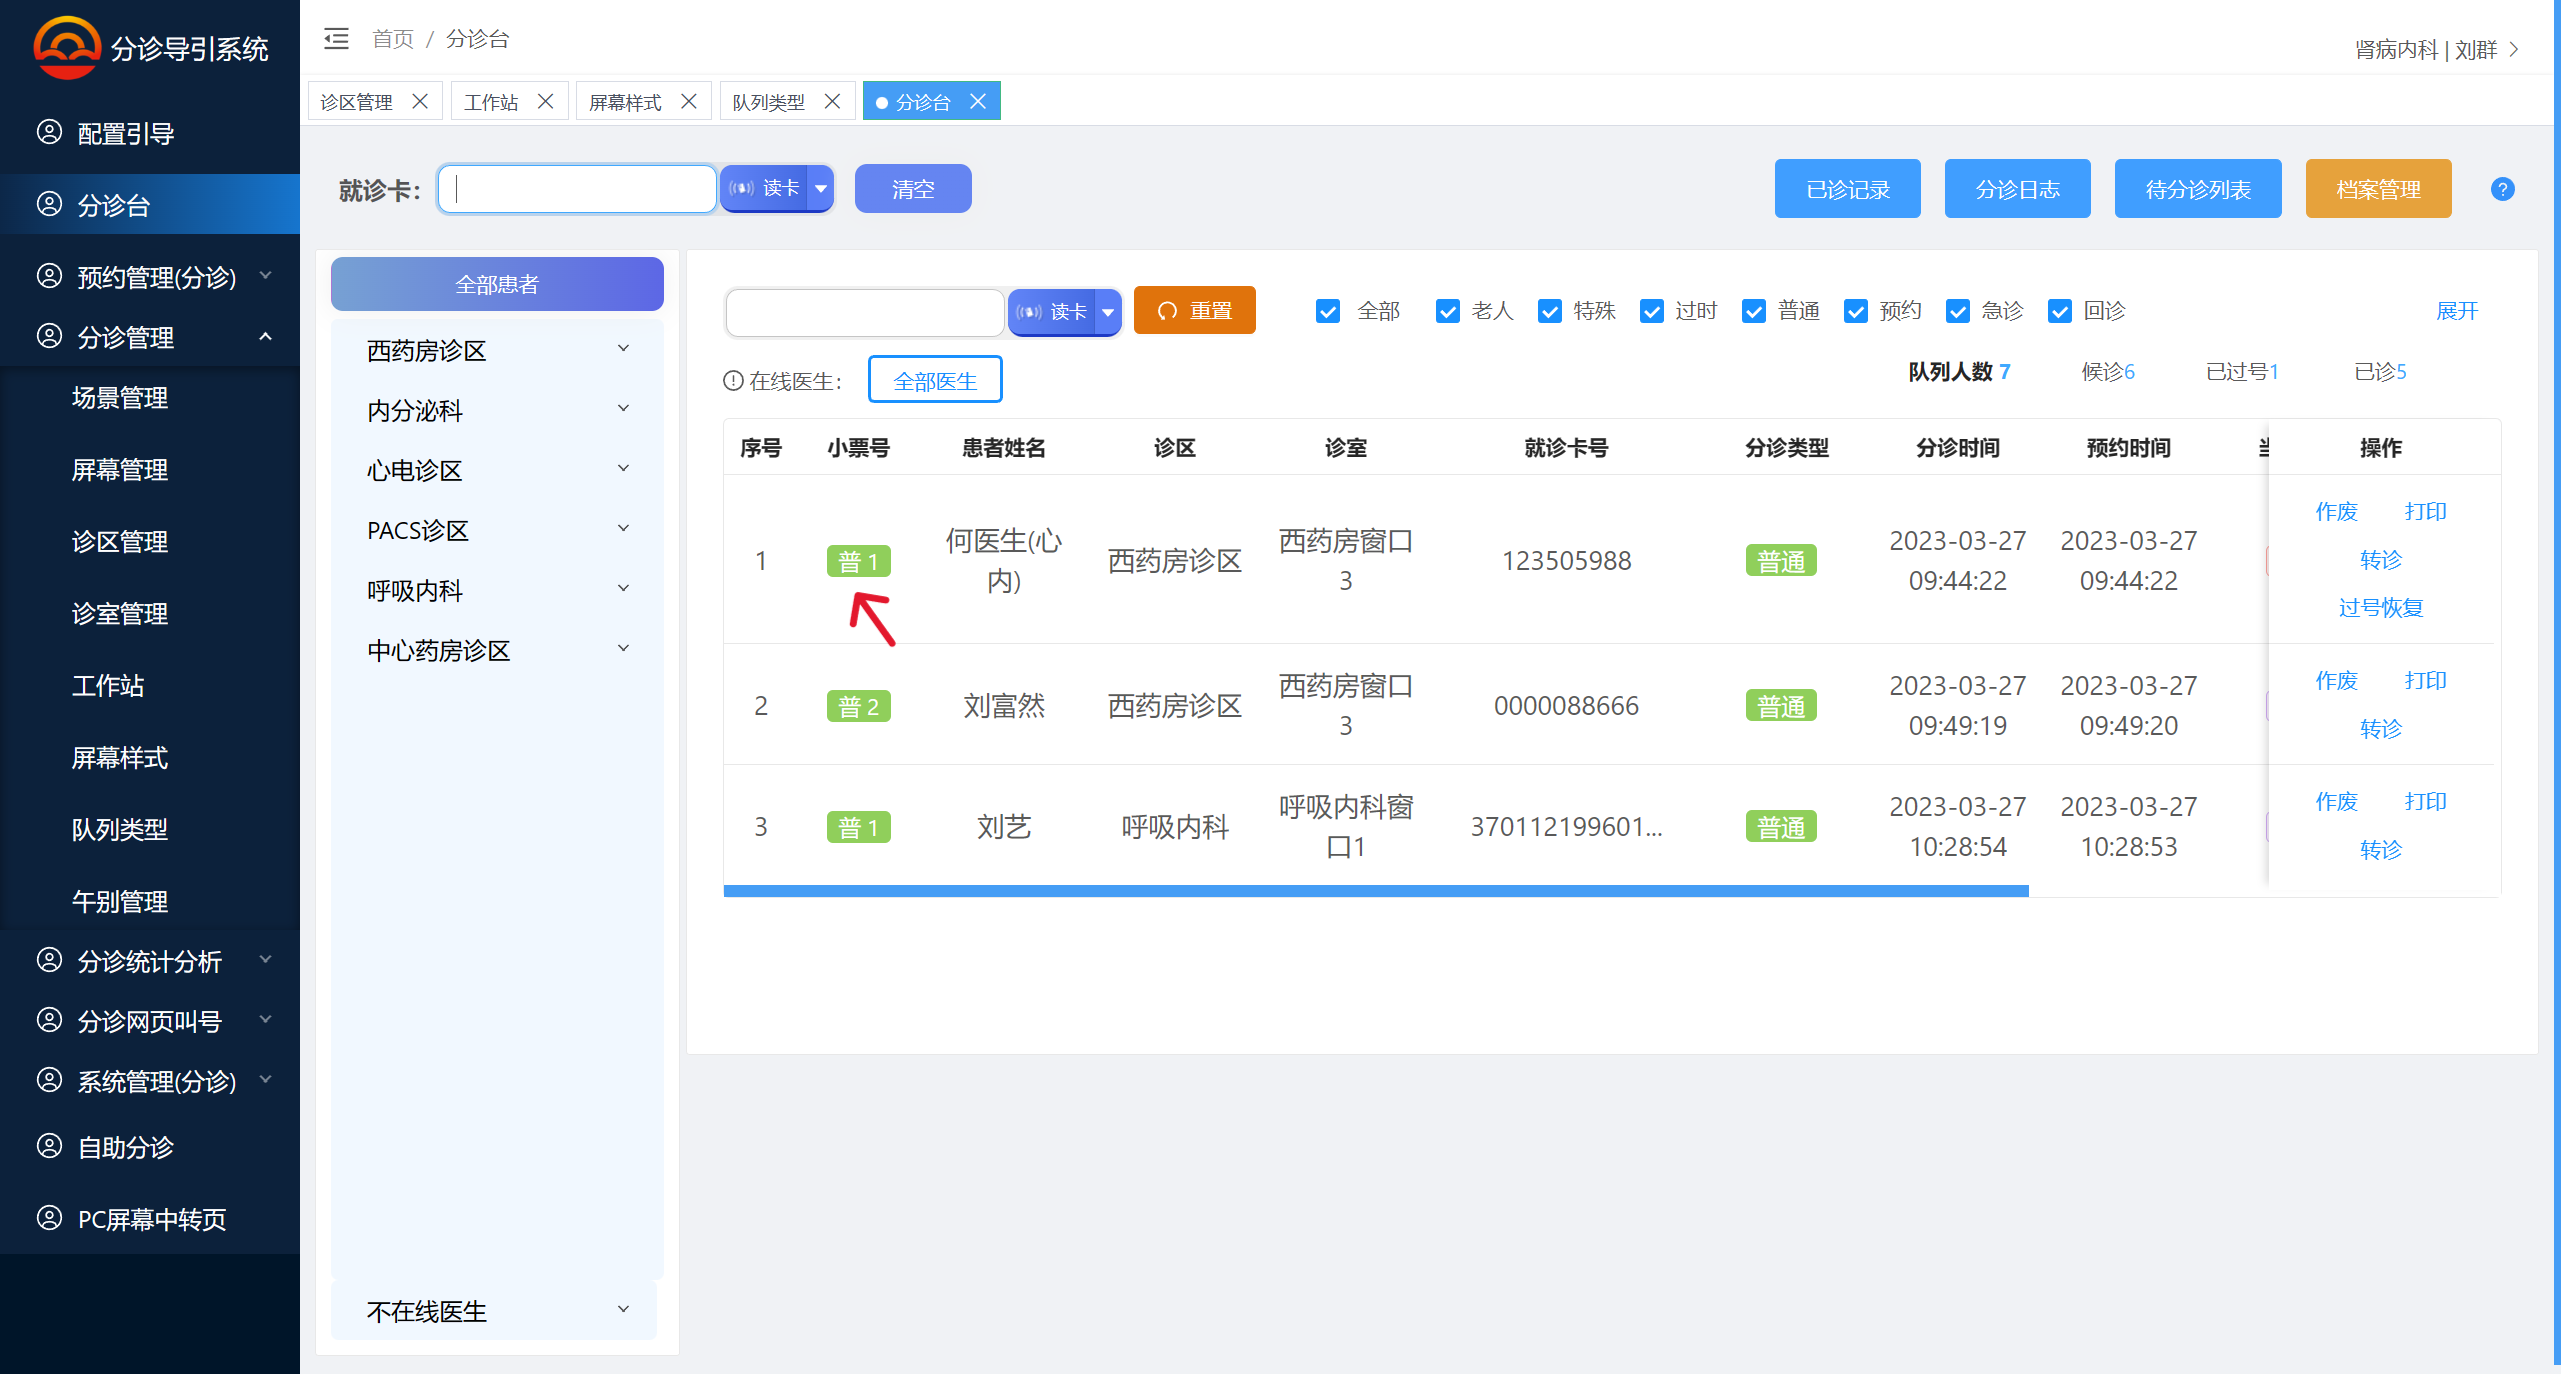 分诊导引系统
配置引导
分诊台
预约管理(分诊)
分诊管理
场景管理
屏幕管理
诊区管理
诊室管理
工作站
屏幕样式
队列类型
午别管理
分诊统计分析
分诊网页叫号
系统管理(分诊)
自助分诊
PC屏幕中转页
首页 / 分诊台
肾病内科 | 刘群
诊区管理 工作站 屏幕样式 队列类型 分诊台
就诊卡： 读卡 清空 已诊记录 分诊日志 待分诊列表 档案管理 ?
全部患者
西药房诊区
内分泌科
心电诊区
PACS诊区
呼吸内科
中心药房诊区
不在线医生
读卡 重置 全部 老人 特殊 过时 普通 预约 急诊 回诊 展开
在线医生： 全部医生 队列人数 7 候诊6 已过号1 已诊5
序号 小票号 患者姓名 诊区 诊室 就诊卡号 分诊类型 分诊时间 预约时间 操作
1 普 1 何医生(心内) 西药房诊区 西药房窗口3 123505988 普通 2023-03-27 09:44:22 2023-03-27 09:44:22 作废 打印 转诊 过号恢复
2 普 2 刘富然 西药房诊区 西药房窗口3 0000088666 普通 2023-03-27 09:49:19 2023-03-27 09:49:20 作废 打印 转诊
3 普 1 刘艺 呼吸内科 呼吸内科窗口1 370112199601... 普通 2023-03-27 10:28:54 2023-03-27 10:28:53 作废 打印 转诊